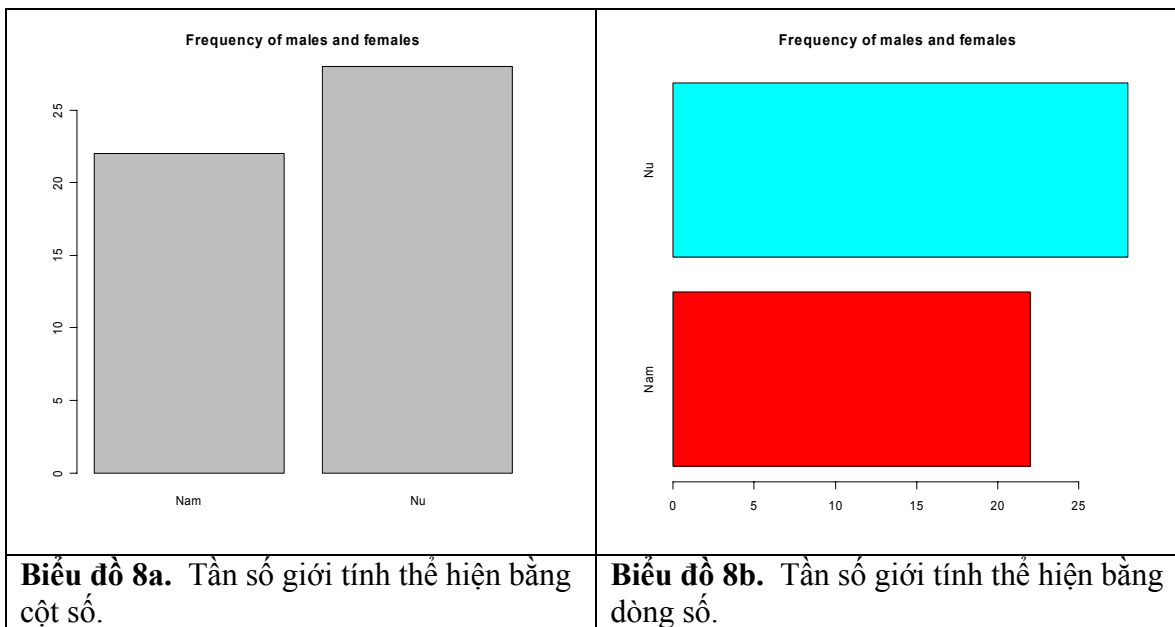 Frequency of males and females
25
20
15
10
5
0
Nam
Nu
Biểu đồ 8a. Tần số giới tính thể hiện bằng
cột số.
Frequency of males and females
Nu
Nam
0 5 10 15 20 25
Biểu đồ 8b. Tần số giới tính thể hiện bằng
dòng số.